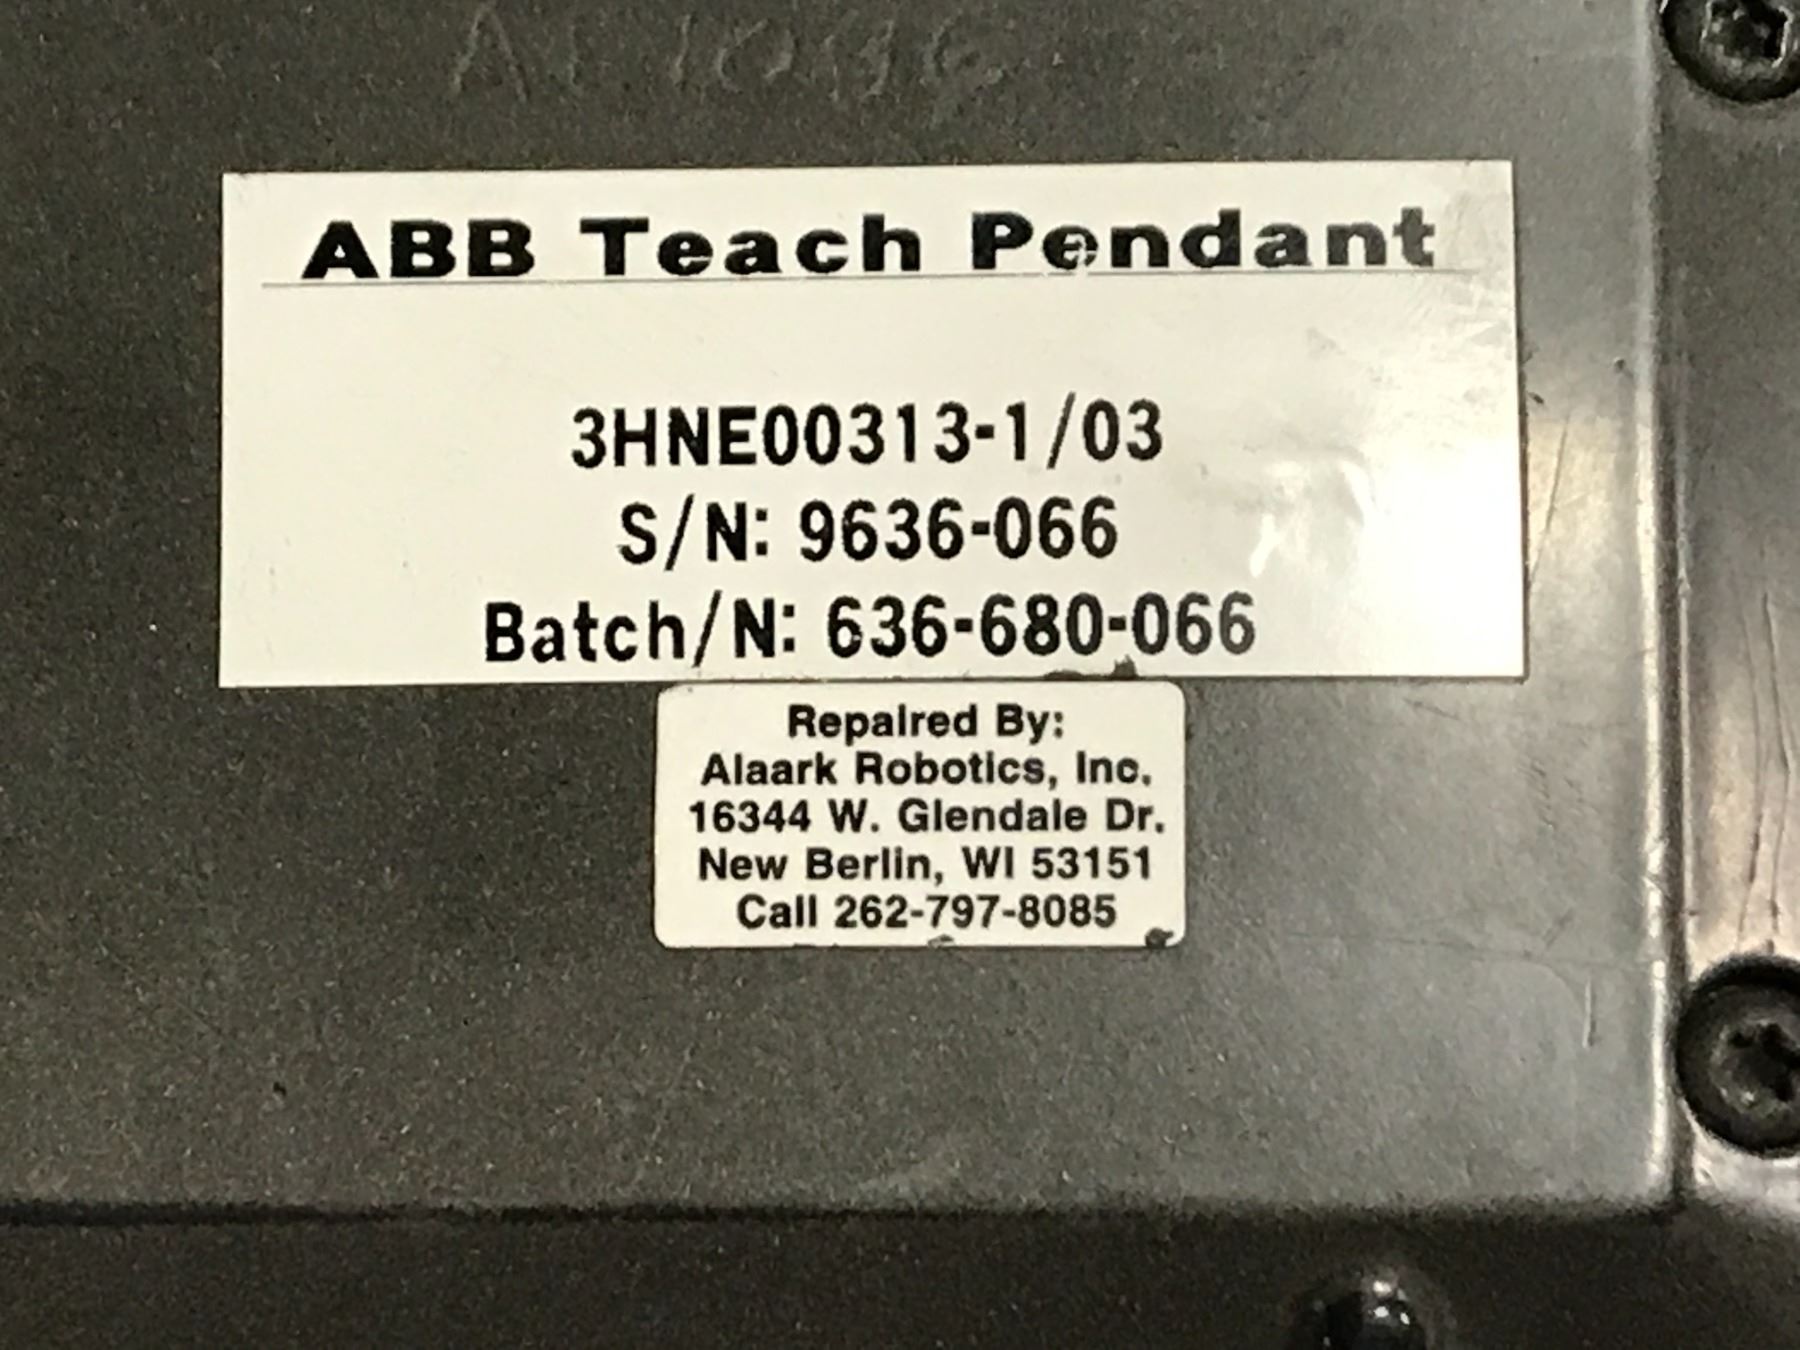 ABB Teach Pendant
3HNE00313-1/03
S/N: 9636-066
Batch/N: 636-680-066
Repaired By:
Alaark Robotics, Inc.
16344 W. Glendale Dr.
New Berlin, WI 53151
Call 262-797-8085